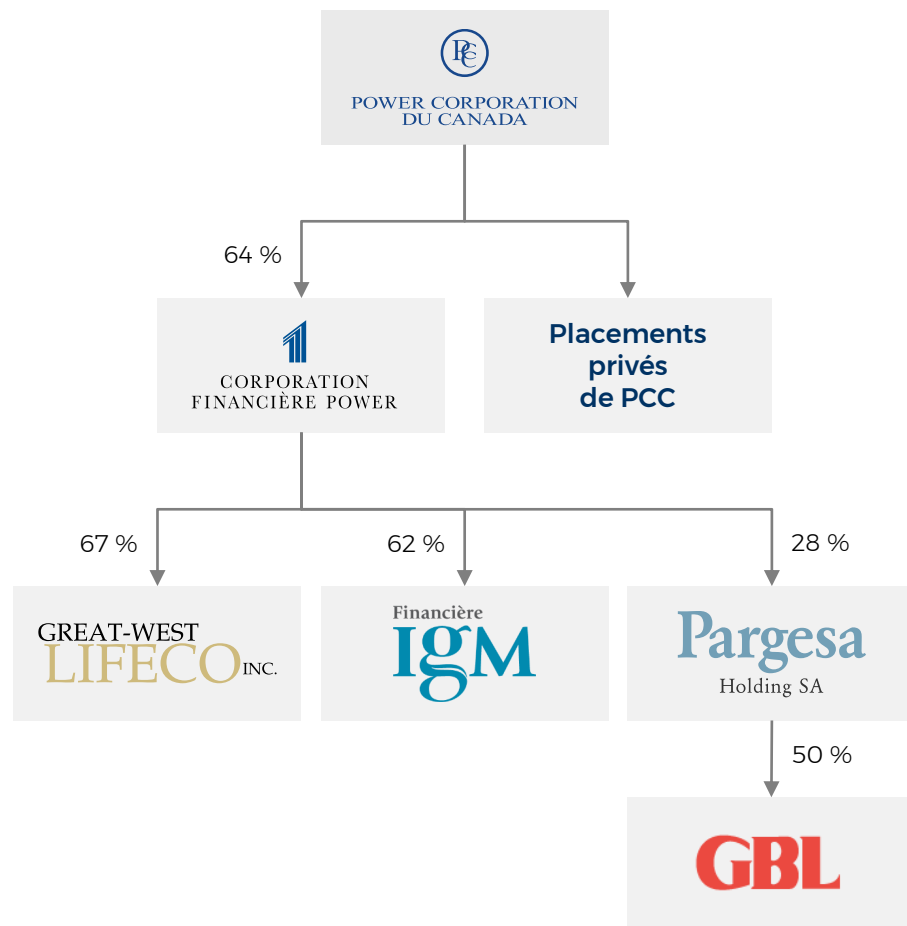 PCC
POWER CORPORATION
DU CANADA
64 %
CORPORATION
FINANCIÈRE POWER
Placements
privés
de PCC
67 %
62 %
28 %
GREAT-WEST
LIFECO INC.
Financière
IgM
Pargesa
Holding SA
50 %
GBL